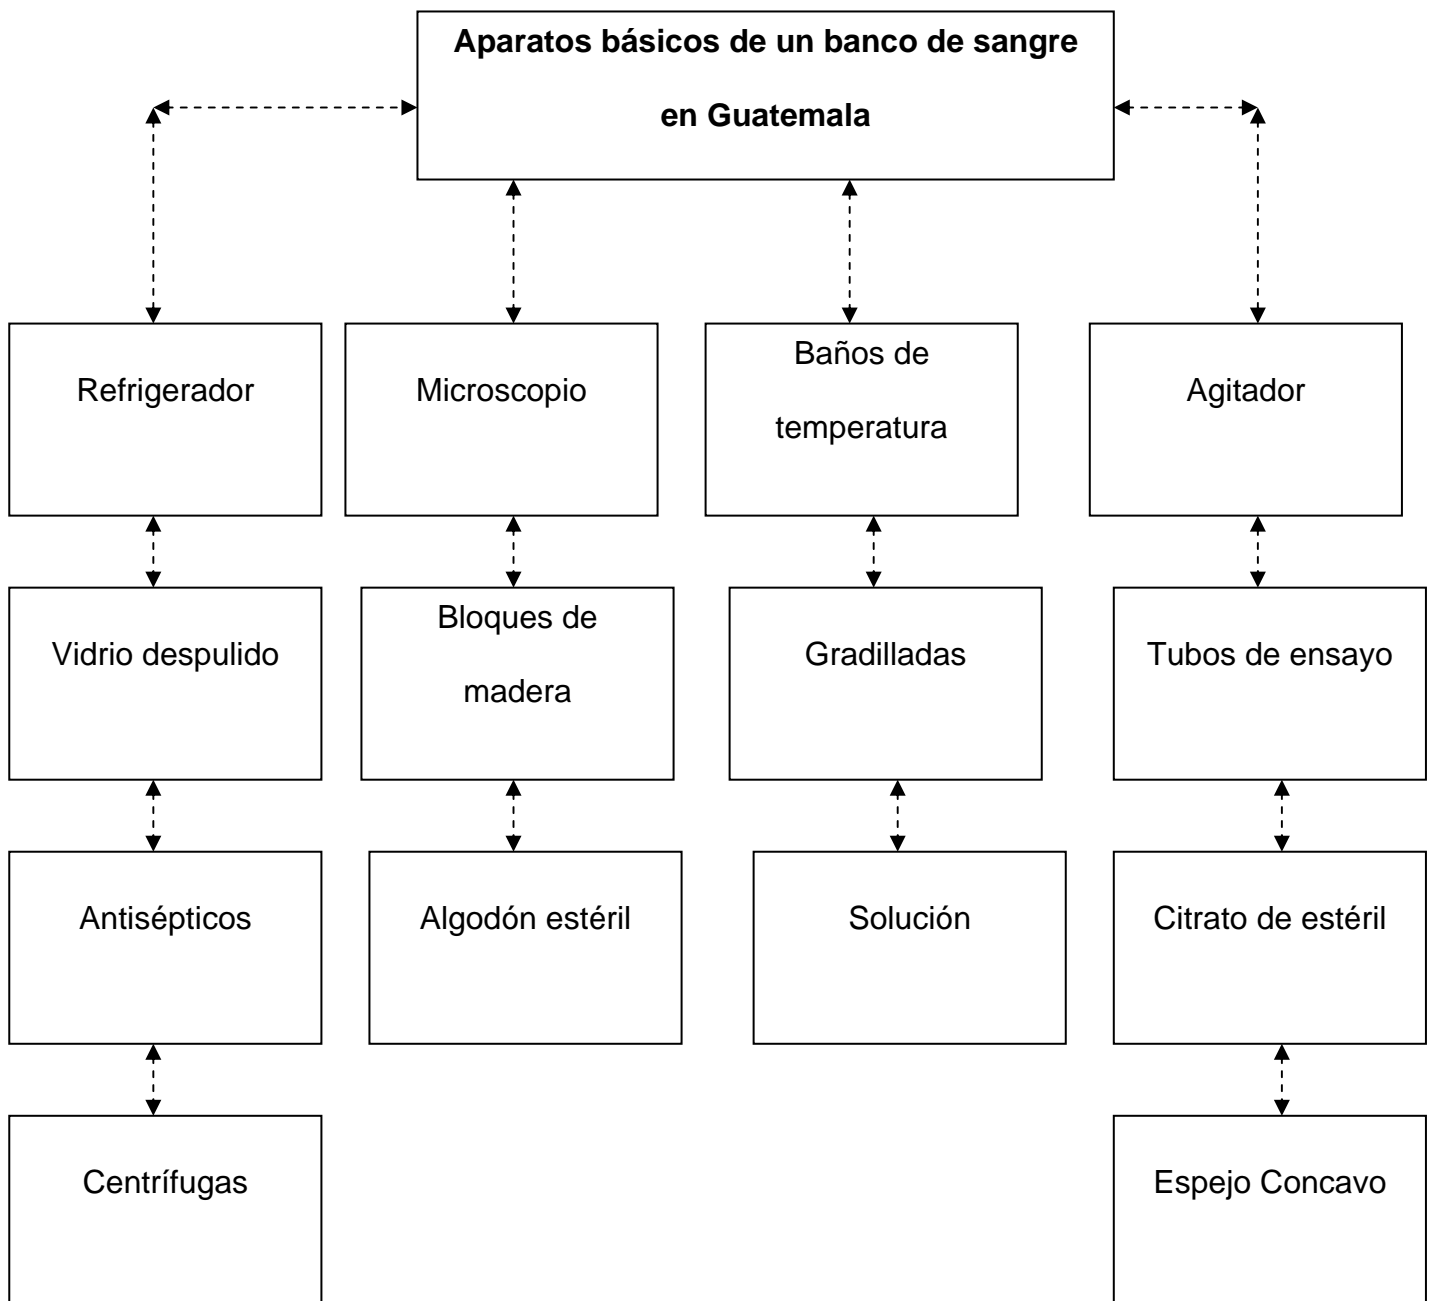 Aparatos básicos de un banco de sangre
en Guatemala
Refrigerador
Microscopio
Baños de
temperatura
Agitador
Vidrio despulido
Bloques de
madera
Gradilladas
Tubos de ensayo
Antisépticos
Algodón estéril
Solución
Citrato de estéril
Centrífugas
Espejo Concavo